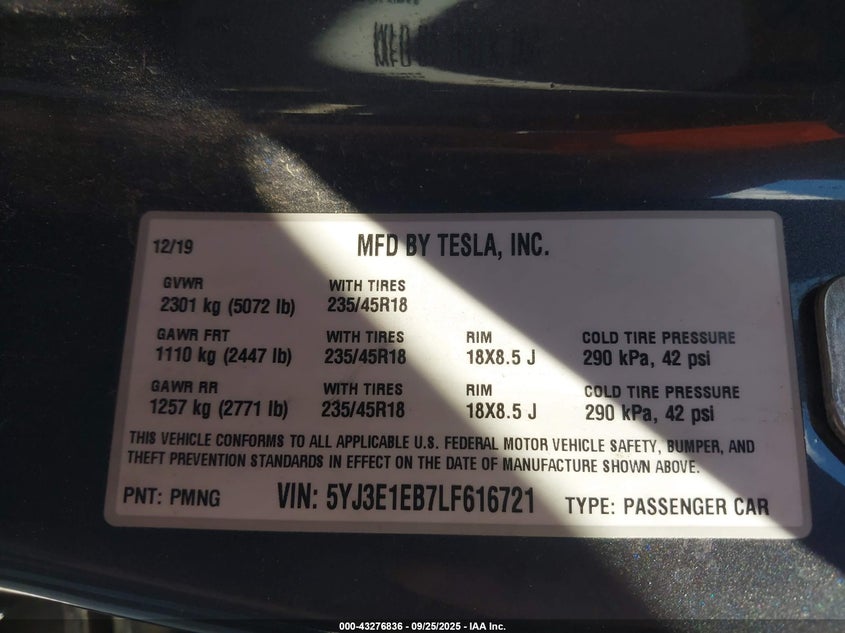 12/19 MFD BY TESLA, INC.
GVWR WITH TIRES
2301 kg (5072 lb) 235/45R18
GAWR FRT WITH TIRES RIM COLD TIRE PRESSURE
1110 kg (2447 lb) 235/45R18 18X8.5 J 290 kPa, 42 psi
GAWR RR WITH TIRES RIM COLD TIRE PRESSURE
1257 kg (2771 lb) 235/45R18 18X8.5 J 290 kPa, 42 psi
THIS VEHICLE CONFORMS TO ALL APPLICABLE U.S. FEDERAL MOTOR VEHICLE SAFETY, BUMPER, AND
THEFT PREVENTION STANDARDS IN EFFECT ON THE DATE OF MANUFACTURE SHOWN ABOVE.
PNT: PMNG VIN: 5YJ3E1EB7LF616721 TYPE: PASSENGER CAR
000-43276836 - 09/25/2025 - IAA Inc.